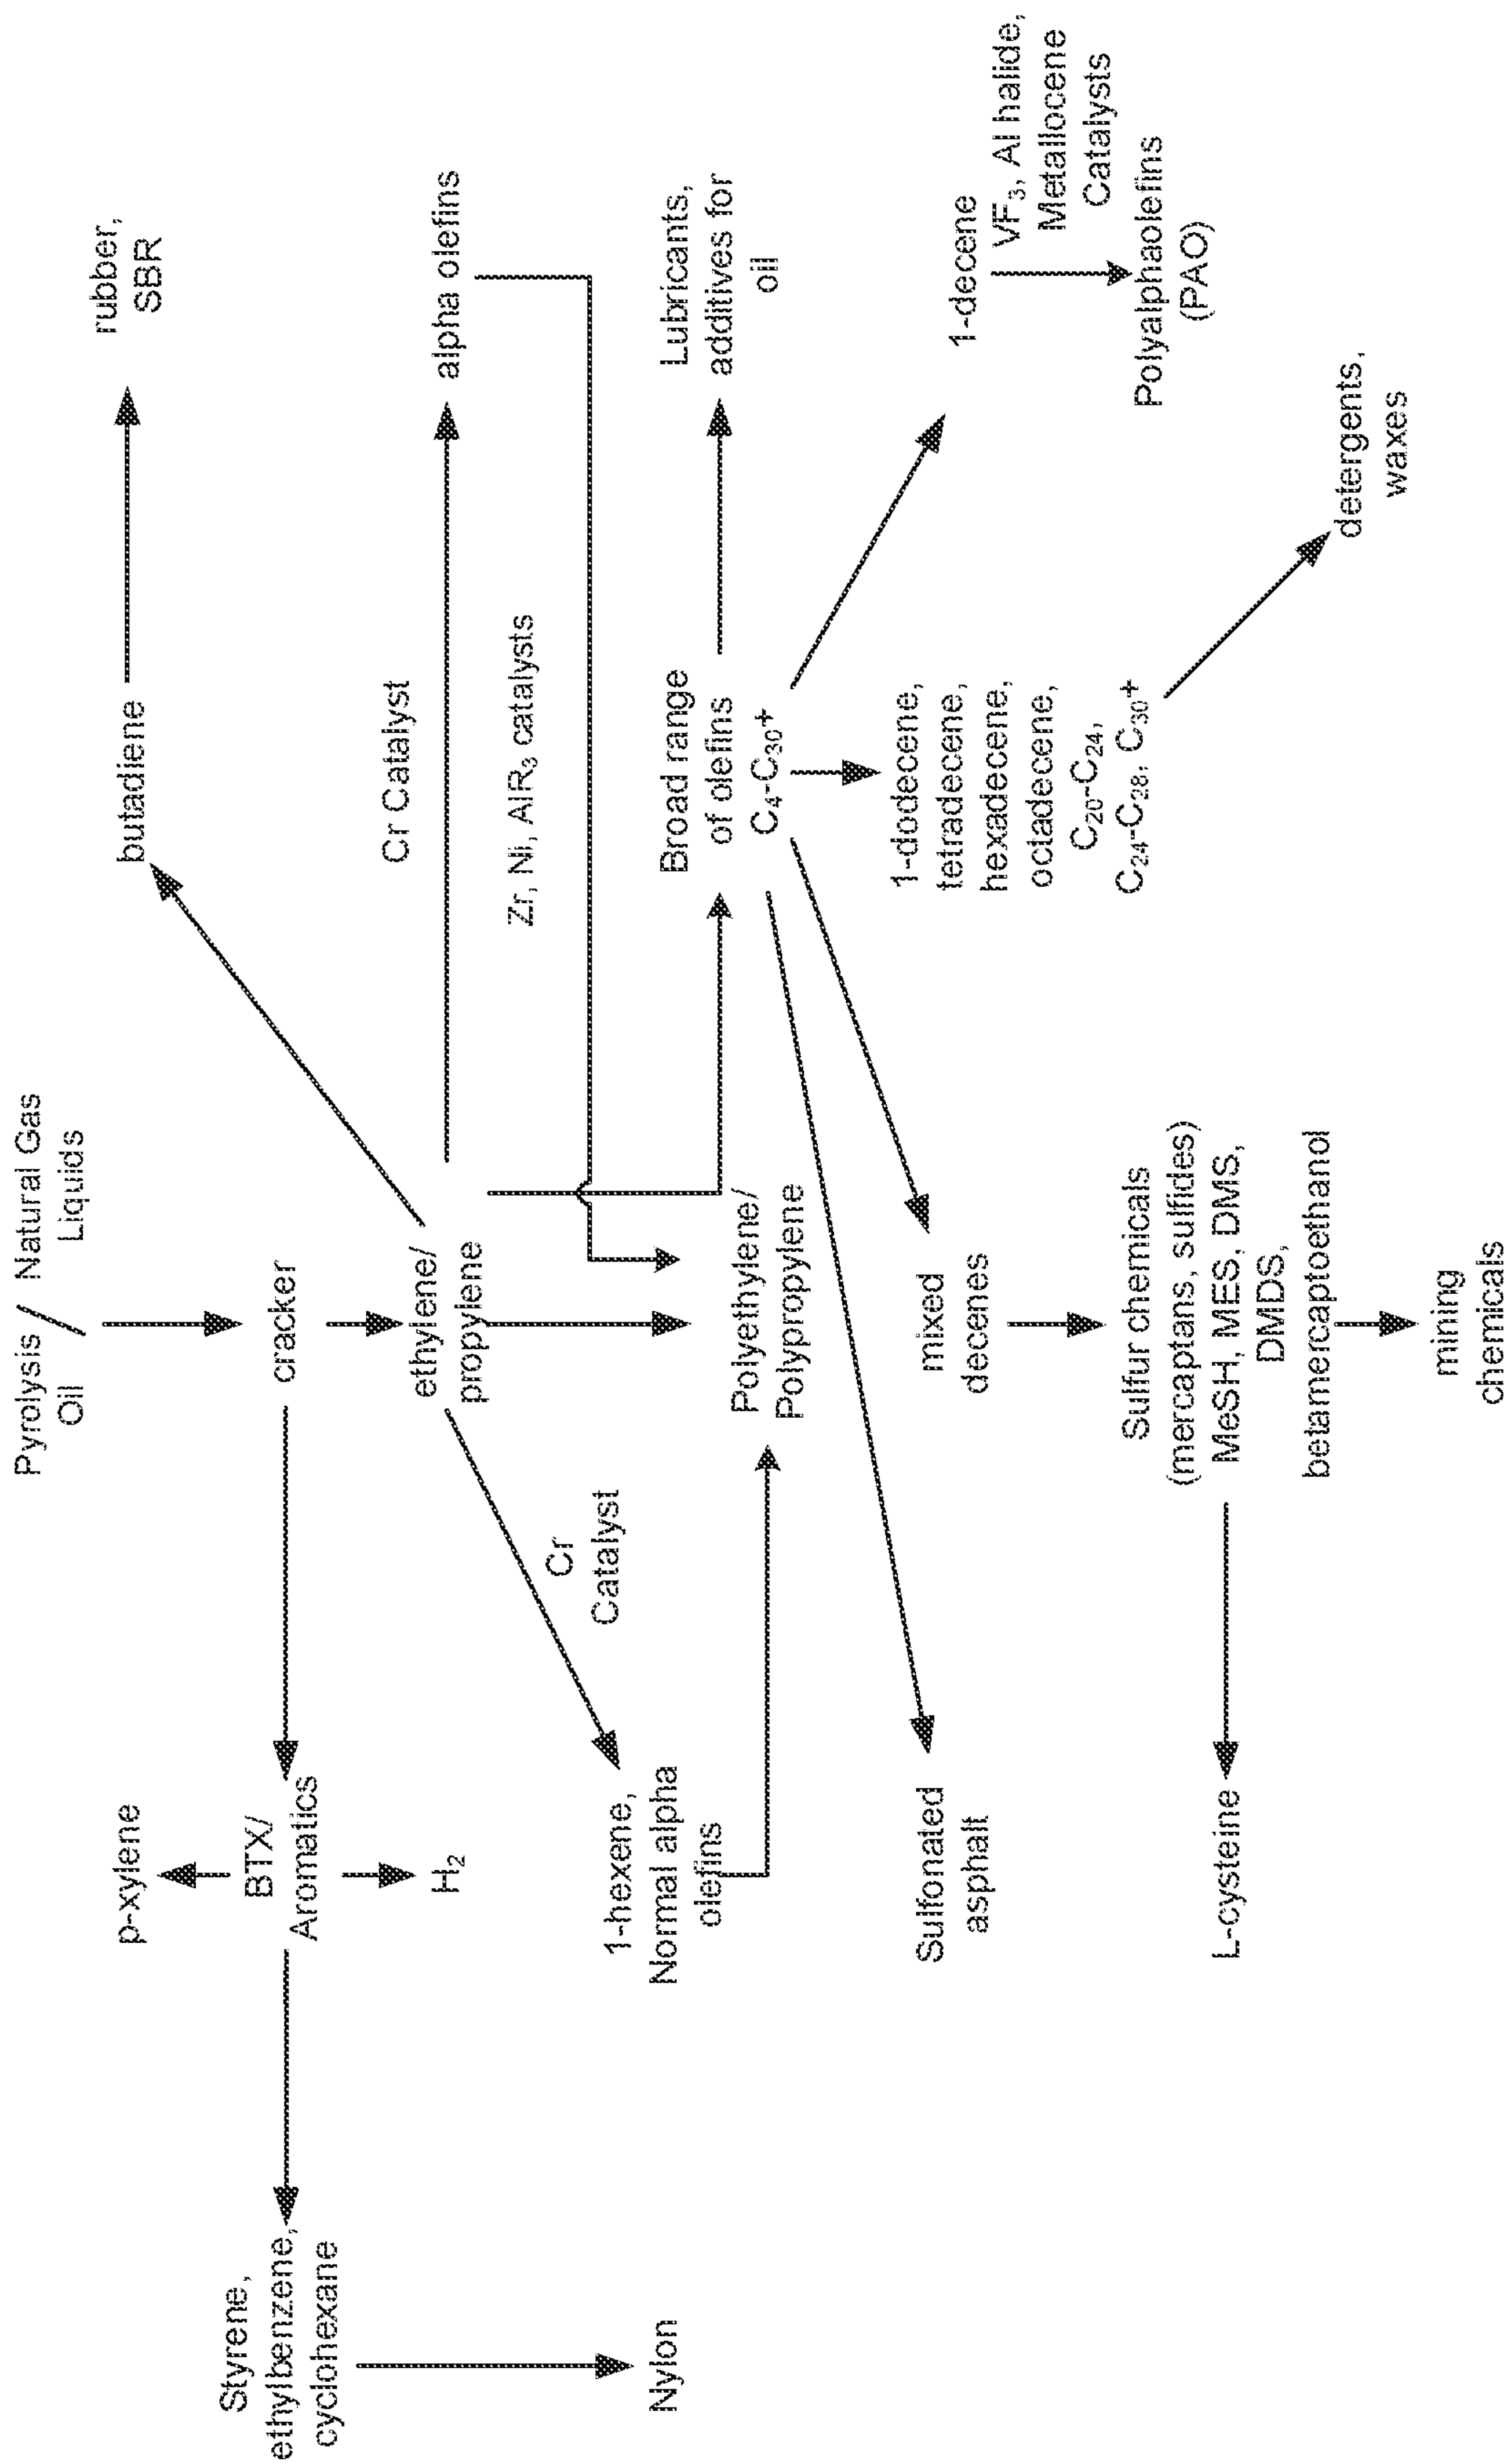 Pyrolysis / Natural Gas
Oil Liquids
cracker
ethylene/
propylene
butadiene
rubber,
SBR
p-xylene
BTX/
Aromatics
H₂
Styrene,
ethylbenzene,
cyclohexane
Nylon
Cr Catalyst
alpha olefins
Zr, Ni, AlR₃ catalysts
Cr
Catalyst
1-hexene,
Normal alpha
olefins
Polyethylene/
Polypropylene
Broad range
of olefins
C₄-C₃₀+
Lubricants,
additives for
oil
Sulfonated
asphalt
mixed
decenes
1-dodecene,
tetradecene,
hexadecene,
octadecene,
C₂₀-C₂₄,
C₂₄-C₂₈, C₃₀+
1-decene
VF₃, Al halide,
Metallocene
Catalysts
Polyalphaolefins
(PAO)
detergents,
waxes
Sulfur chemicals
(mercaptans, sulfides)
MeSH, MES, DMS,
DMDS,
betamercaptoethanol
L-cysteine
mining
chemicals